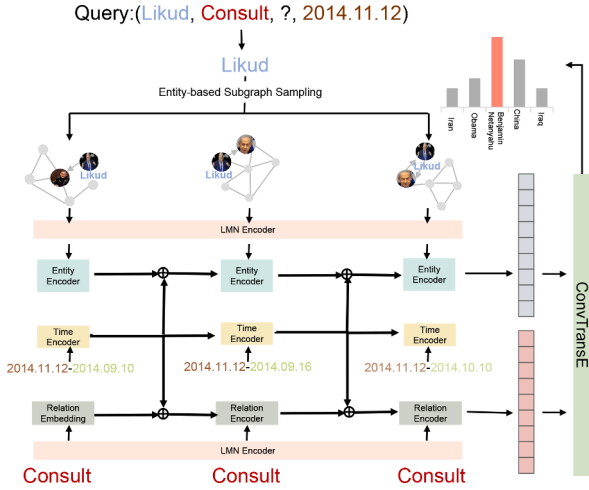 Query:(Likud, Consult, ?, 2014.11.12)
Likud
Entity-based Subgraph Sampling
Iran
Obama
Benjamin
Netanyahu
China
Iraq
Likud
Likud
Likud
LMN Encoder
Entity
Encoder
Entity
Encoder
Entity
Encoder
Time
Encoder
Time
Encoder
Time
Encoder
2014.11.12-2014.09.10
2014.11.12-2014.09.16
2014.11.12-2014.10.10
Relation
Embedding
Relation
Encoder
Relation
Encoder
LMN Encoder
Consult
Consult
Consult
ConvTransE